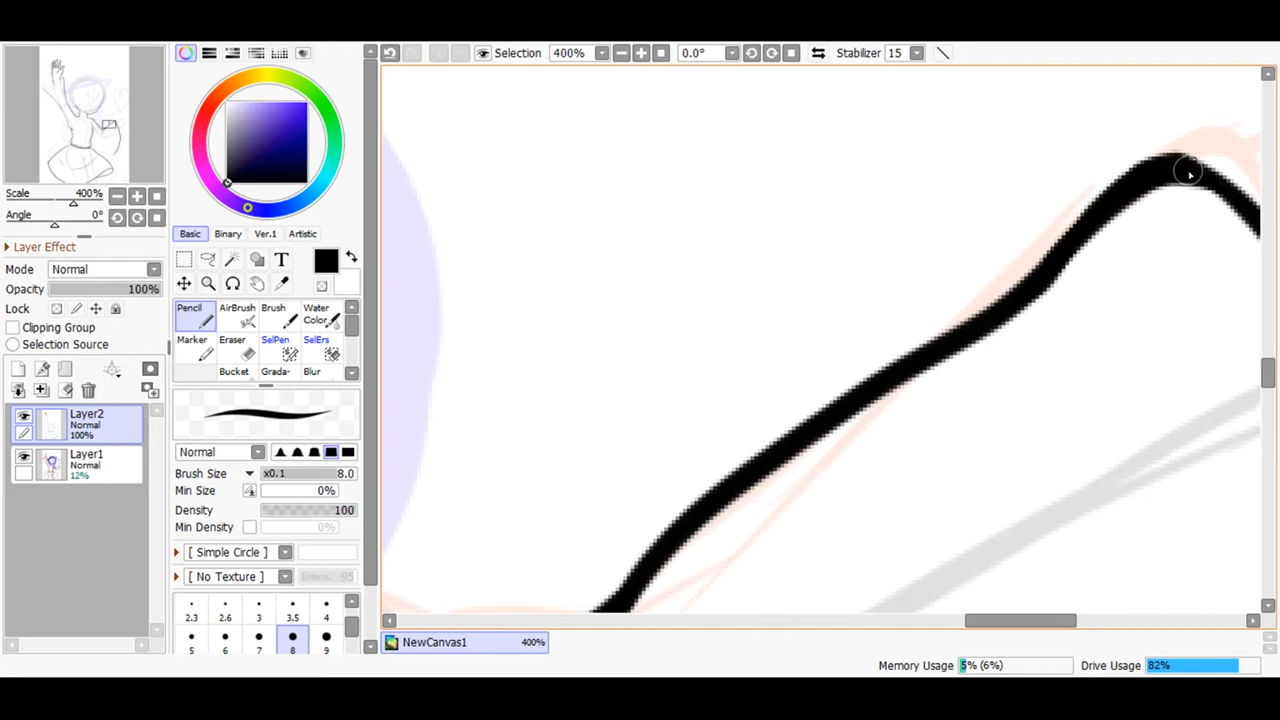 Selection 400% 0.0° Stabilizer 15
Scale 400%
Angle 0°
Layer Effect
Mode Normal
Opacity 100%
Lock
Clipping Group
Selection Source
Layer2
Normal
100%
Layer1
Normal
12%
Basic Binary Ver.1 Artistic
T
Pencil AirBrush Brush Water
Color
Marker Eraser SelPen SelErs
Bucket Grada- Blur
Normal
Brush Size x0.1 8.0
Min Size 0%
Density 100
Min Density 0%
[ Simple Circle ]
[ No Texture ] Intens. 95
2.3 2.6 3 3.5 4
5 6 7 8 9
NewCanvas1 400%
Memory Usage 5% (6%) Drive Usage 82%